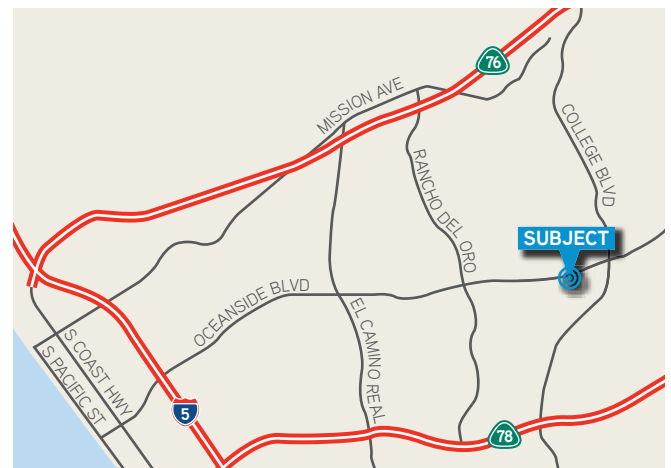 76
MISSION AVE
COLLEGE BLVD
RANCHO DEL ORO
SUBJECT
OCEANSIDE BLVD
EL CAMINO REAL
S COAST HWY
S PACIFIC ST
5
78